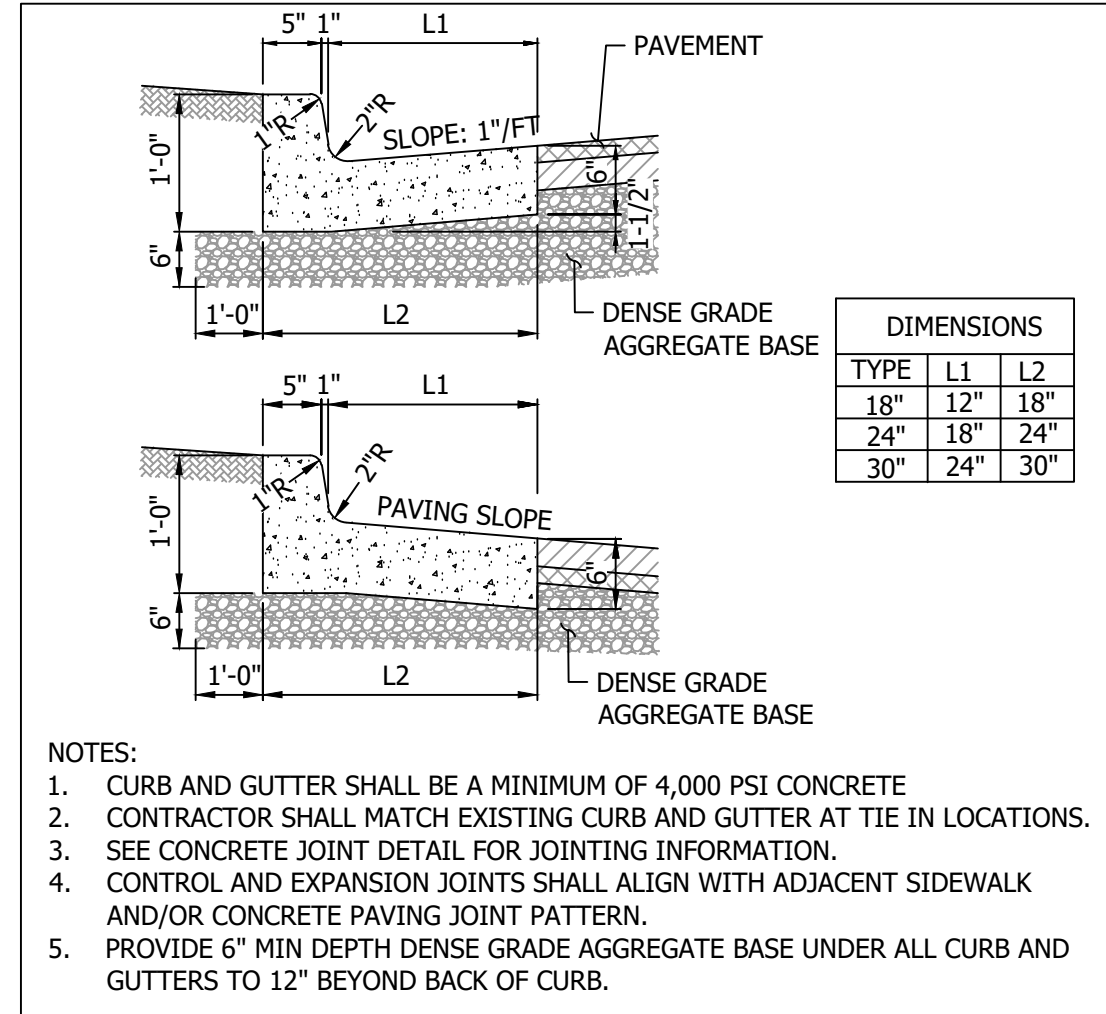 5" 1" L1
PAVEMENT
1"R
2"R
SLOPE: 1"/FT
1'-0"
6"
1-1/2"
6"
1'-0"
L2
DENSE GRADE
AGGREGATE BASE
DIMENSIONS
TYPE L1 L2
18" 12" 18"
24" 18" 24"
30" 24" 30"
5" 1" L1
1"R
2"R
PAVING SLOPE
1'-0"
6"
6"
1'-0"
L2
DENSE GRADE
AGGREGATE BASE
NOTES:
1. CURB AND GUTTER SHALL BE A MINIMUM OF 4,000 PSI CONCRETE
2. CONTRACTOR SHALL MATCH EXISTING CURB AND GUTTER AT TIE IN LOCATIONS.
3. SEE CONCRETE JOINT DETAIL FOR JOINTING INFORMATION.
4. CONTROL AND EXPANSION JOINTS SHALL ALIGN WITH ADJACENT SIDEWALK
AND/OR CONCRETE PAVING JOINT PATTERN.
5. PROVIDE 6" MIN DEPTH DENSE GRADE AGGREGATE BASE UNDER ALL CURB AND
GUTTERS TO 12" BEYOND BACK OF CURB.